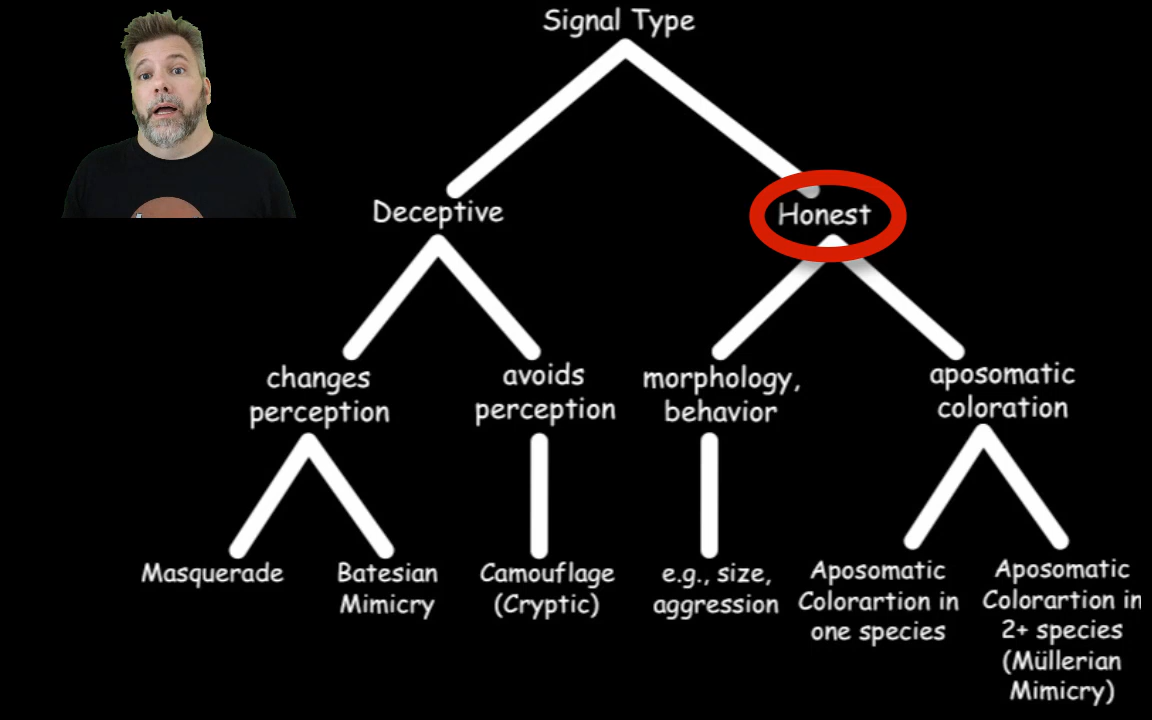 Signal Type
Deceptive
Honest
changes
perception
avoids
perception
morphology,
behavior
aposomatic
coloration
Masquerade
Batesian
Mimicry
Camouflage
(Cryptic)
e.g., size,
aggression
Aposomatic
Colorartion in
one species
Aposomatic
Colorartion in
2+ species
(Müllerian
Mimicry)